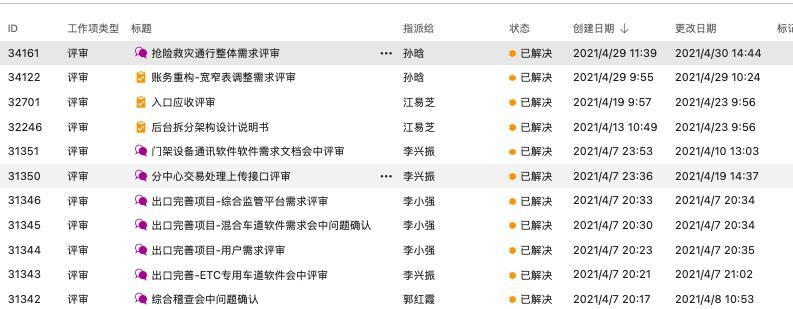 ID 工作项类型 标题 指派给 状态 创建日期 ↓ 更改日期 标记
34161 评审 抢险救灾通行整体需求评审 ••• 孙晗 已解决 2021/4/29 11:39 2021/4/30 14:44
34122 评审 账务重构-宽窄表调整需求评审 孙晗 已解决 2021/4/29 9:55 2021/4/29 10:24
32701 评审 入口应收评审 江易芝 已解决 2021/4/19 9:57 2021/4/23 9:56
32246 评审 后台拆分架构设计说明书 江易芝 已解决 2021/4/13 10:49 2021/4/23 9:56
31351 评审 门架设备通讯软件软件需求文档会中评审 李兴振 已解决 2021/4/7 23:53 2021/4/10 13:03
31350 评审 分中心交易处理上传接口评审 ••• 李兴振 已解决 2021/4/7 23:36 2021/4/19 14:37
31346 评审 出口完善项目-综合监管平台需求评审 李小强 已解决 2021/4/7 20:33 2021/4/7 20:34
31345 评审 出口完善项目-混合车道软件需求会中问题确认 李小强 已解决 2021/4/7 20:30 2021/4/7 20:34
31344 评审 出口完善项目-用户需求评审 李小强 已解决 2021/4/7 20:23 2021/4/7 20:35
31343 评审 出口完善-ETC专用车道软件会中评审 李兴振 已解决 2021/4/7 20:21 2021/4/7 21:02
31342 评审 综合稽查会中问题确认 郭红霞 已解决 2021/4/7 20:17 2021/4/8 10:53